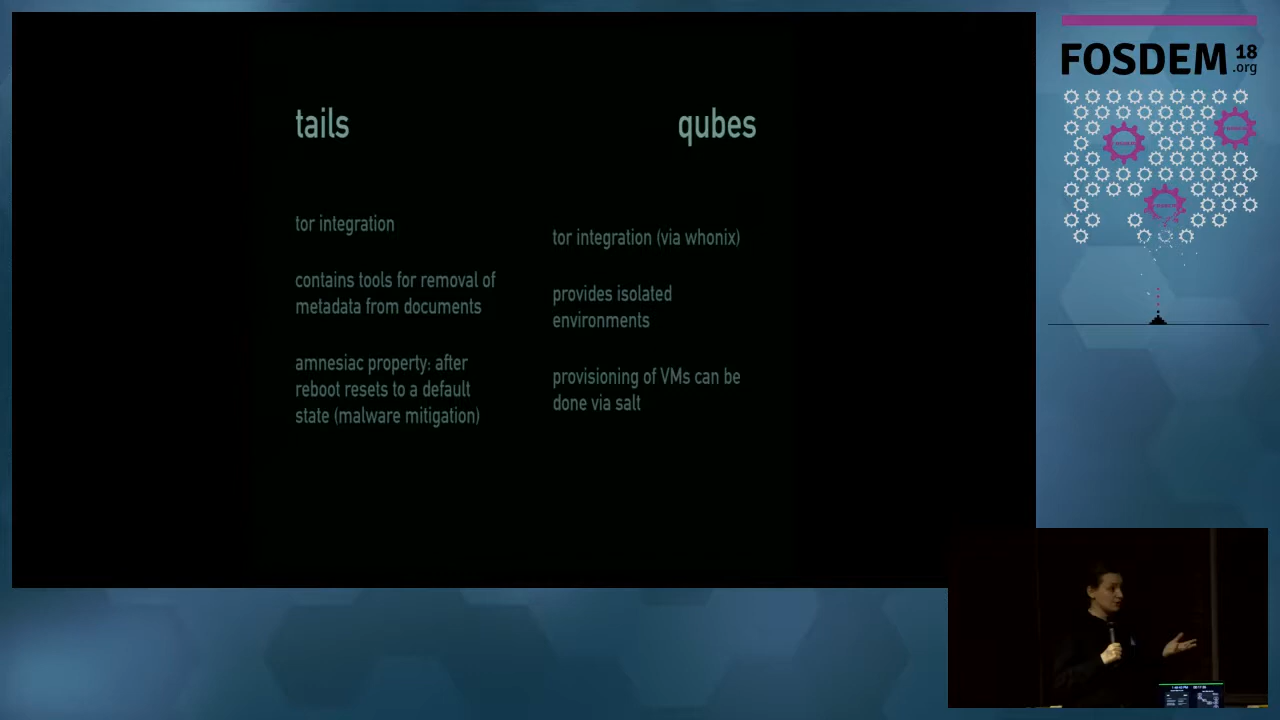 tails
qubes
tor integration
contains tools for removal of
metadata from documents
amnesiac property: after
reboot resets to a default
state (malware mitigation)
tor integration (via whonix)
provides isolated
environments
provisioning of VMs can be
done via salt
FOSDEM 18
.org